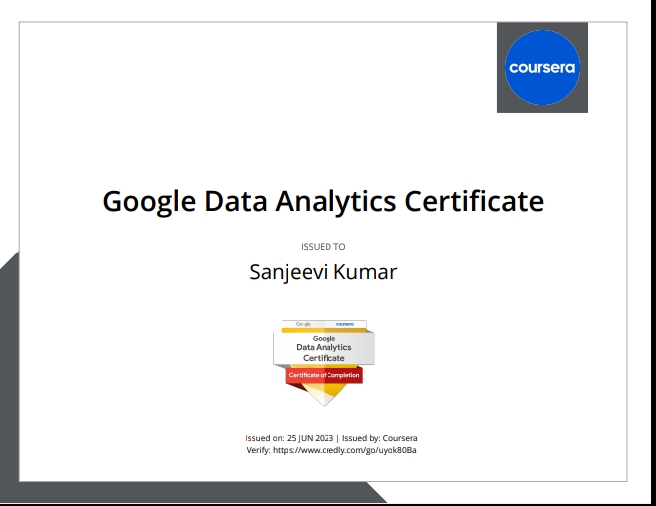 coursera
Google Data Analytics Certificate
ISSUED TO
Sanjeevi Kumar
Google coursera
Google
Data Analytics
Certificate
Certificate of Completion
Issued on: 25 JUN 2023 | Issued by: Coursera
Verify: https://www.credly.com/go/uyok80Ba